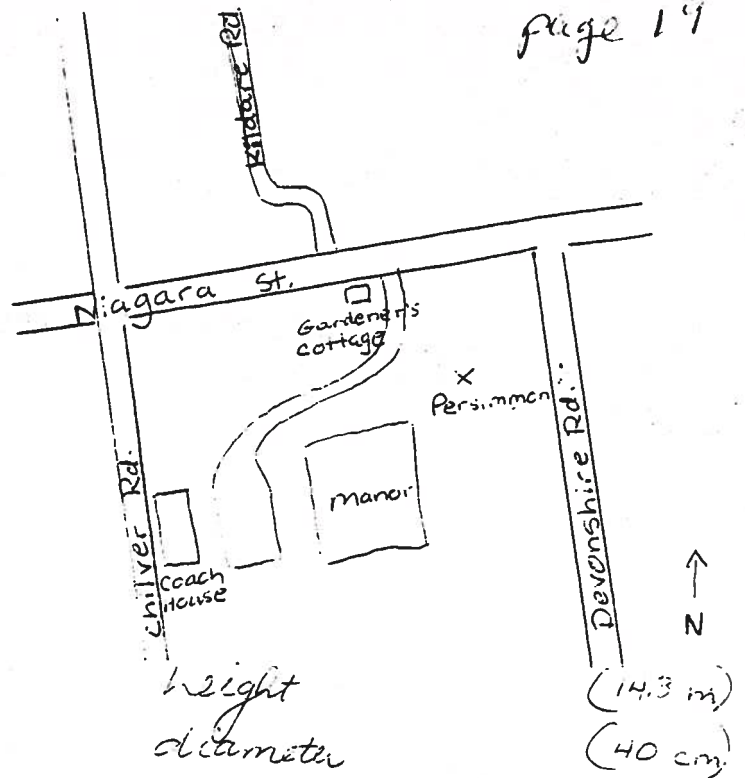 page 14
Kildare Rd.
Niagara St.
Gardener's
cottage
Persimmon
Manor
Chilver Rd.
Coach
House
Devonshire Rd.
N
height (14.3 m)
diameter (40 cm)